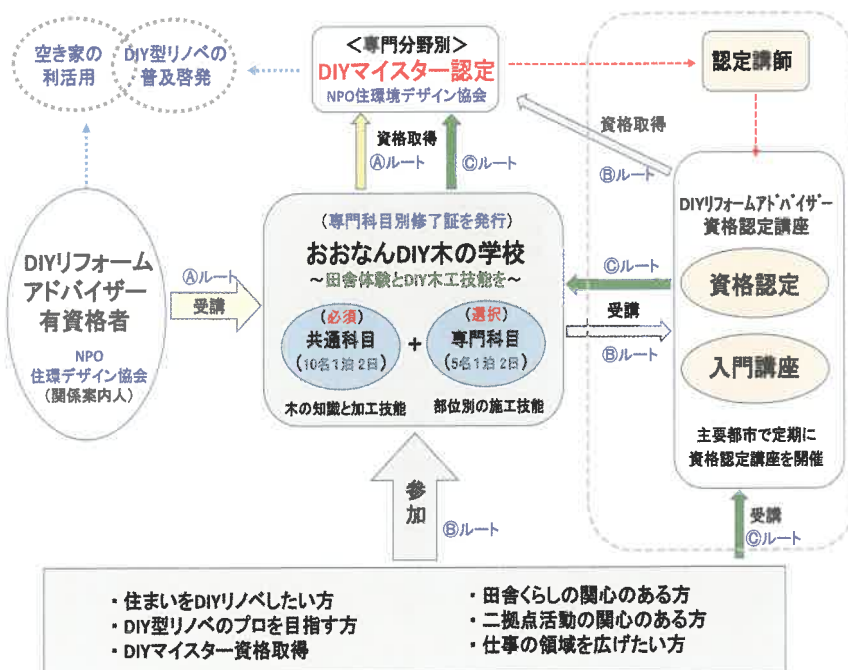 空き家の
利活用
DIY型リノベの
普及啓発
＜専門分野別＞
DIYマイスター認定
NPO住環境デザイン協会
認定講師
資格取得
Ⓐルート
Ⓒルート
資格取得
Ⓑルート
DIYリフォーム
アドバイザー
有資格者
NPO
住環デザイン協会
(関係案内人)
Ⓐルート
受講
(専門科目別修了証を発行)
おおなんDIY木の学校
～田舎体験とDIY木工技能を～
(必須)
共通科目
(10名1泊2日)
+
(選択)
専門科目
(5名1泊2日)
木の知識と加工技能
部位別の施工技能
Ⓒルート
受講
Ⓑルート
DIYリフォームアドバイザー
資格認定講座
資格認定
入門講座
主要都市で定期に
資格認定講座を開催
参加
Ⓑルート
受講
Ⓒルート
・住まいをDIYリノベしたい方
・DIY型リノベのプロを目指す方
・DIYマイスター資格取得
・田舎くらしの関心のある方
・二拠点活動の関心のある方
・仕事の領域を広げたい方